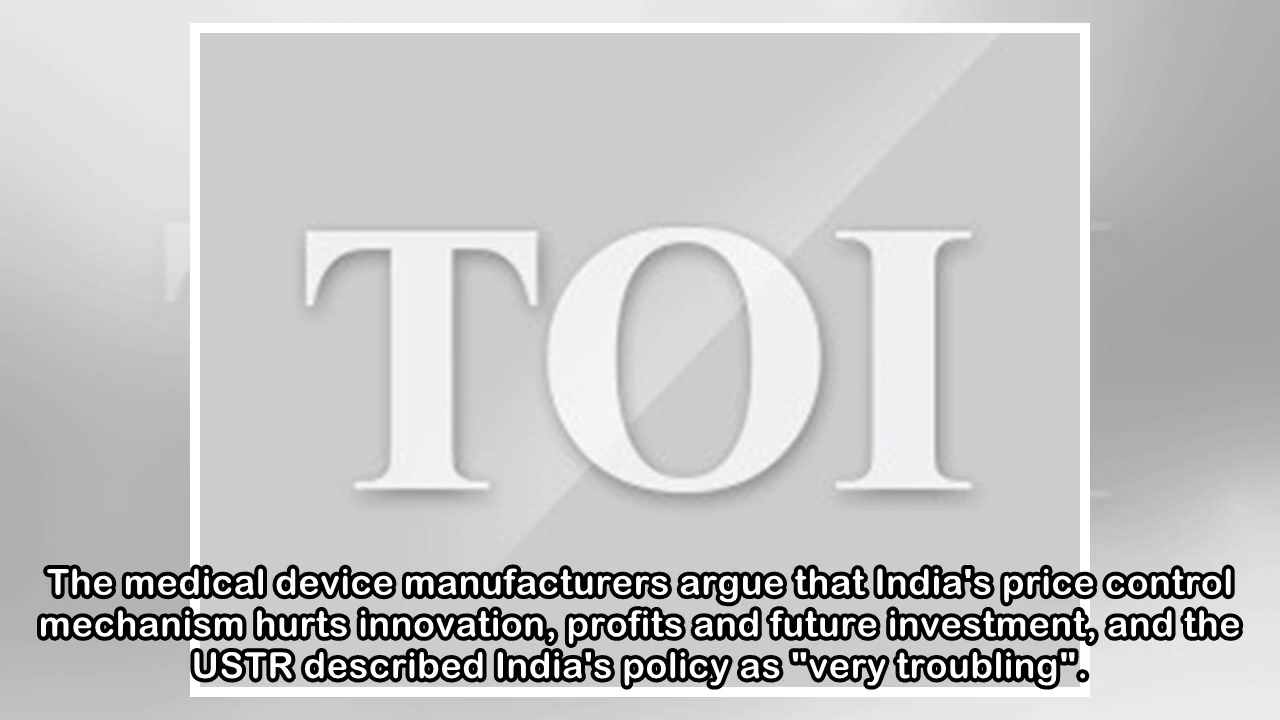 TOI
The medical device manufacturers argue that India's price control
mechanism hurts innovation, profits and future investment, and the
USTR described India's policy as "very troubling".